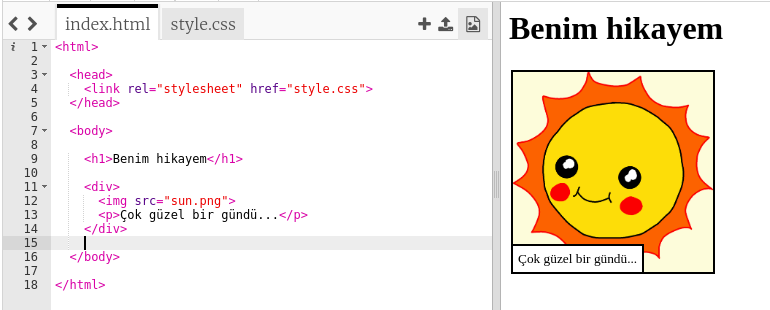 index.html style.css
i 1 <html>
2
3 <head>
4 <link rel="stylesheet" href="style.css">
5 </head>
6
7 <body>
8
9 <h1>Benim hikayem</h1>
10
11 <div>
12 <img src="sun.png">
13 <p>Çok güzel bir gündü...</p>
14 </div>
15
16 </body>
17
18 </html>
Benim hikayem
Çok güzel bir gündü...